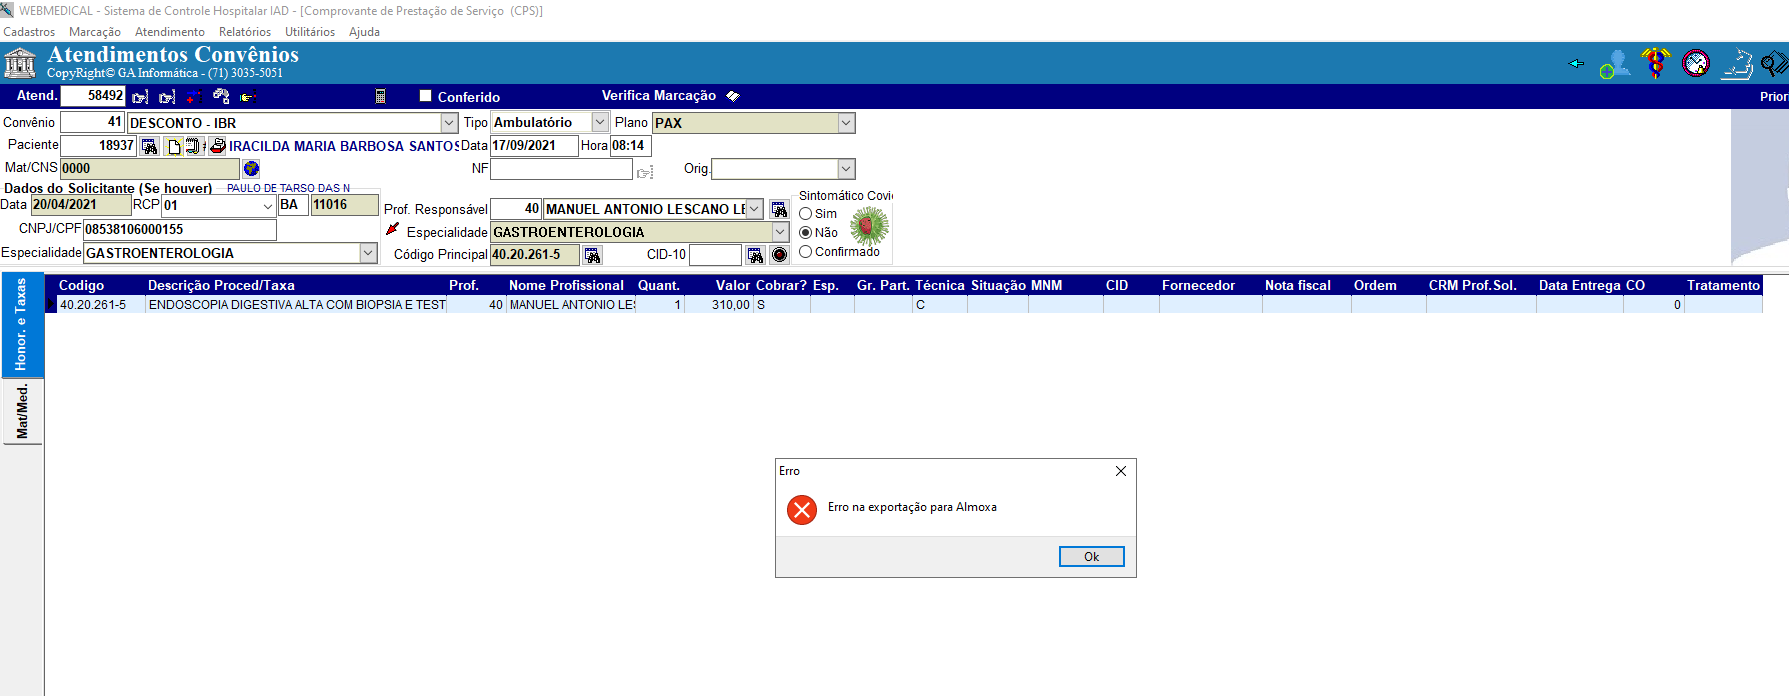 WEBMEDICAL - Sistema de Controle Hospitalar IAD - [Comprovante de Prestação de Serviço (CPS)]
Cadastros Marcação Atendimento Relatórios Utilitários Ajuda
Atendimentos Convênios
CopyRight© GA Informática - (71) 3035-5051
Atend. 58492 Conferido Verifica Marcação Prior
Convênio 41 DESCONTO - IBR Tipo Ambulatório Plano PAX
Paciente 18937 IRACILDA MARIA BARBOSA SANTOS Data 17/09/2021 Hora 08:14
Mat/CNS 0000 NF Orig.
Dados do Solicitante (Se houver) PAULO DE TARSO DAS N
Data 20/04/2021 RCP 01 BA 11016
CNPJ/CPF 08538106000155
Especialidade GASTROENTEROLOGIA
Prof. Responsável 40 MANUEL ANTONIO LESCANO LE
Especialidade GASTROENTEROLOGIA
Código Principal 40.20.261-5 CID-10
Sintomático Covi
Sim
Não
Confirmado
Honor. e Taxas
Mat/Med.
Codigo Descrição Proced/Taxa Prof. Nome Profissional Quant. Valor Cobrar? Esp. Gr. Part. Técnica Situação MNM CID Fornecedor Nota fiscal Ordem CRM Prof.Sol. Data Entrega CO Tratamento
40.20.261-5 ENDOSCOPIA DIGESTIVA ALTA COM BIOPSIA E TEST 40 MANUEL ANTONIO LES 1 310,00 S C 0
Erro
Erro na exportação para Almoxa
Ok